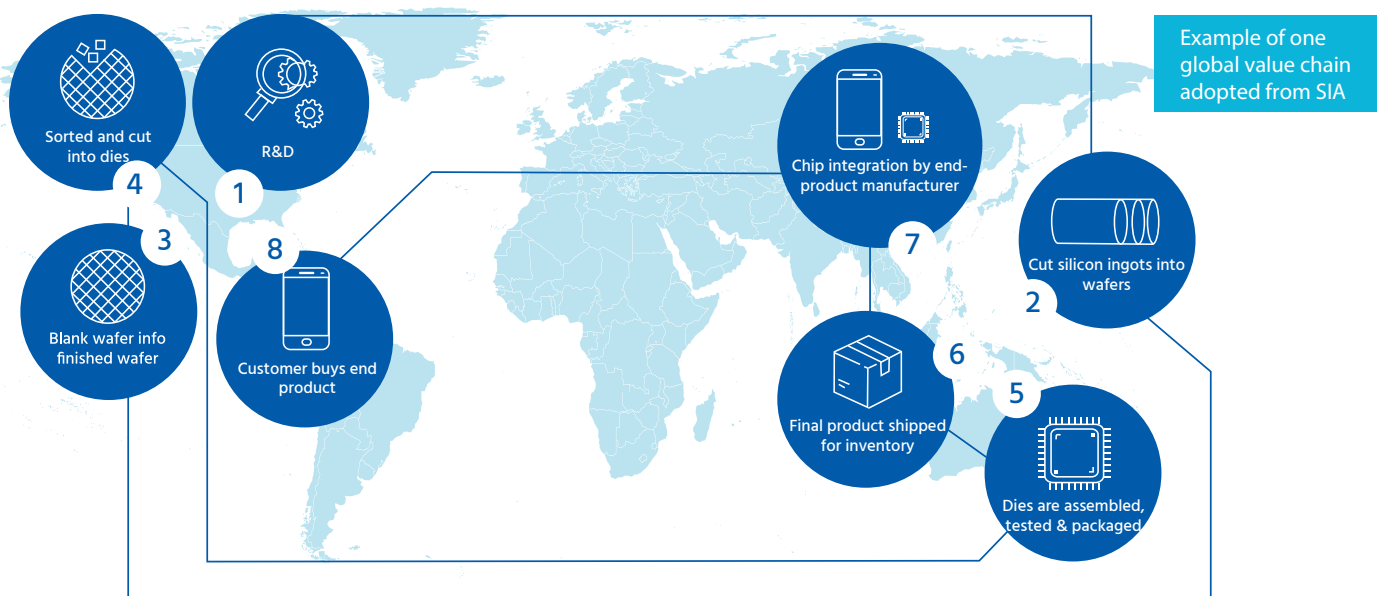 Example of one
global value chain
adopted from SIA
Sorted and cut
into dies
4
R&D
1
Chip integration by end-
product manufacturer
7
Cut silicon ingots into
wafers
2
3
Blank wafer info
finished wafer
8
Customer buys end
product
6
Final product shipped
for inventory
5
Dies are assembled,
tested & packaged